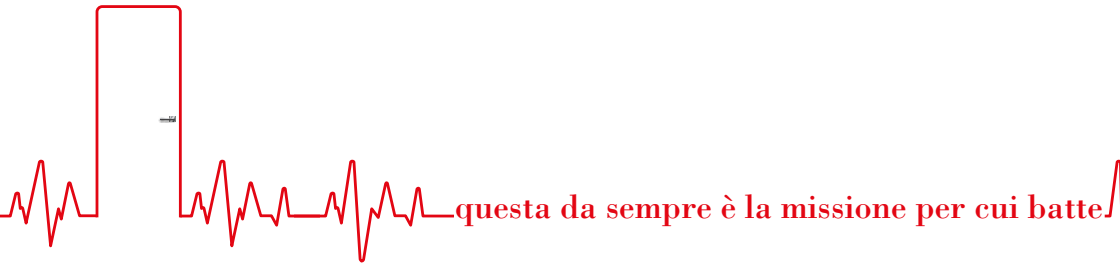 questa da sempre è la missione per cui batte